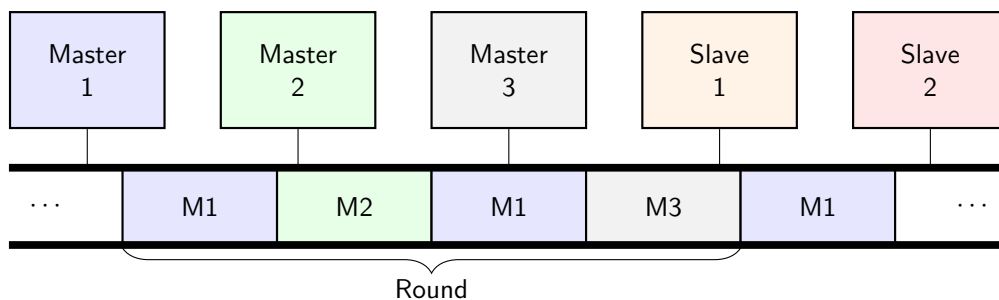 Master
1
Master
2
Master
3
Slave
1
Slave
2
... M1 M2 M1 M3 M1 ...
Round